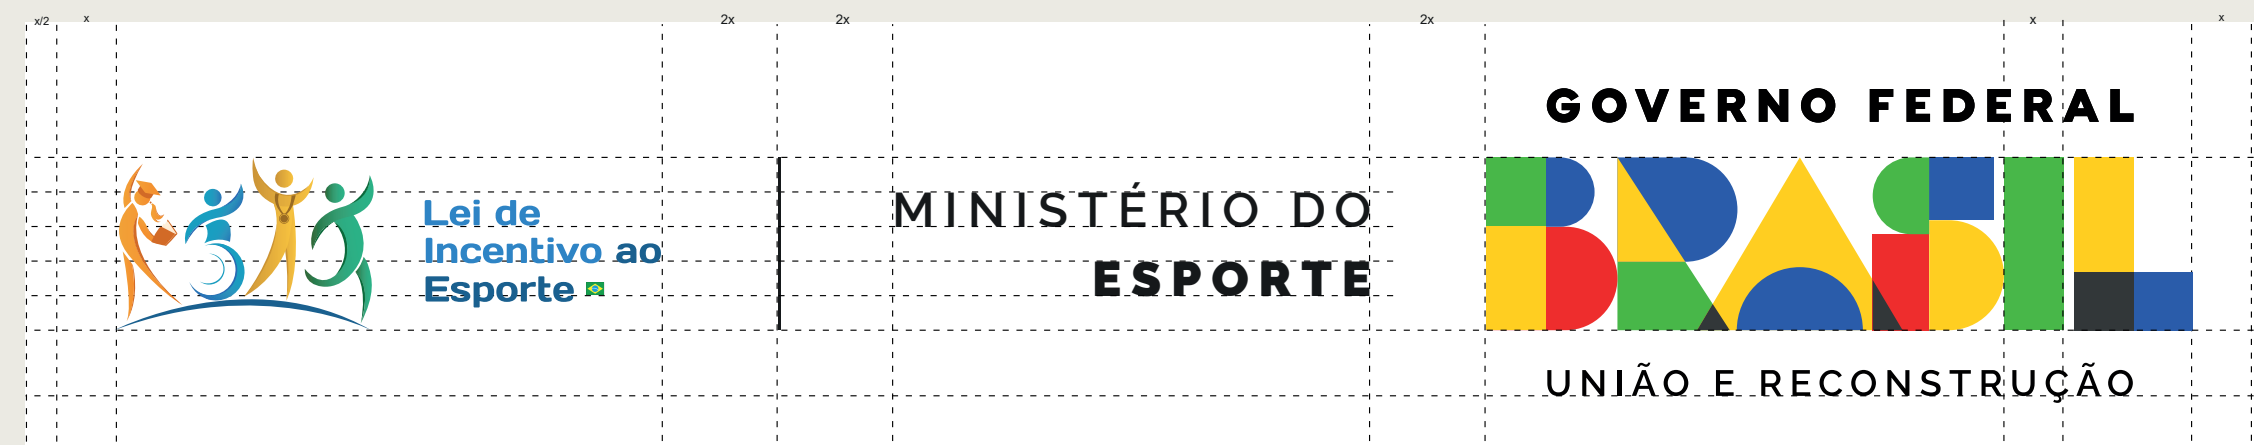 x/2 x 2x 2x 2x x x
Lei de
Incentivo ao
Esporte
MINISTÉRIO DO
ESPORTE
GOVERNO FEDERAL
BRASIL
UNIÃO E RECONSTRUÇÃO